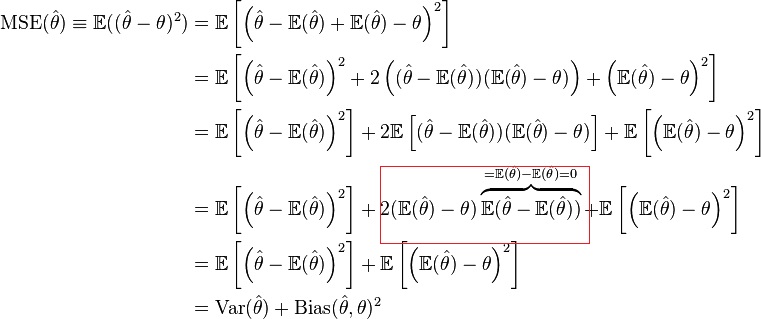 MSE(θ̂) ≡ 𝔼((θ̂ − θ)²) = 𝔼[(θ̂ − 𝔼(θ̂) + 𝔼(θ̂) − θ)²]
= 𝔼[(θ̂ − 𝔼(θ̂))² + 2((θ̂ − 𝔼(θ̂))(𝔼(θ̂) − θ)) + (𝔼(θ̂) − θ)²]
= 𝔼[(θ̂ − 𝔼(θ̂))²] + 2𝔼[(θ̂ − 𝔼(θ̂))(𝔼(θ̂) − θ)] + 𝔼[(𝔼(θ̂) − θ)²]
=𝔼(θ̂)−𝔼(θ̂)=0
= 𝔼[(θ̂ − 𝔼(θ̂))²] + 2(𝔼(θ̂) − θ) 𝔼(θ̂ − 𝔼(θ̂)) + 𝔼[(𝔼(θ̂) − θ)²]
= 𝔼[(θ̂ − 𝔼(θ̂))²] + 𝔼[(𝔼(θ̂) − θ)²]
= Var(θ̂) + Bias(θ̂, θ)²